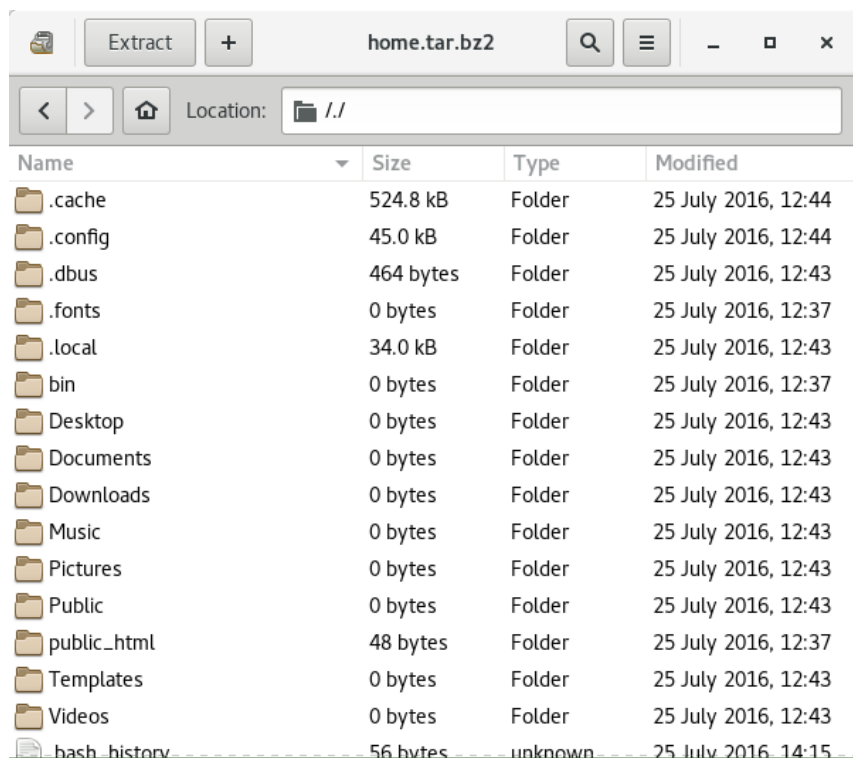 Extract + home.tar.bz2
Location: /./
Name Size Type Modified
.cache 524.8 kB Folder 25 July 2016, 12:44
.config 45.0 kB Folder 25 July 2016, 12:44
.dbus 464 bytes Folder 25 July 2016, 12:43
.fonts 0 bytes Folder 25 July 2016, 12:37
.local 34.0 kB Folder 25 July 2016, 12:43
bin 0 bytes Folder 25 July 2016, 12:37
Desktop 0 bytes Folder 25 July 2016, 12:43
Documents 0 bytes Folder 25 July 2016, 12:43
Downloads 0 bytes Folder 25 July 2016, 12:43
Music 0 bytes Folder 25 July 2016, 12:43
Pictures 0 bytes Folder 25 July 2016, 12:43
Public 0 bytes Folder 25 July 2016, 12:43
public_html 48 bytes Folder 25 July 2016, 12:37
Templates 0 bytes Folder 25 July 2016, 12:43
Videos 0 bytes Folder 25 July 2016, 12:43
.bash_history 56 bytes unknown 25 July 2016, 14:15